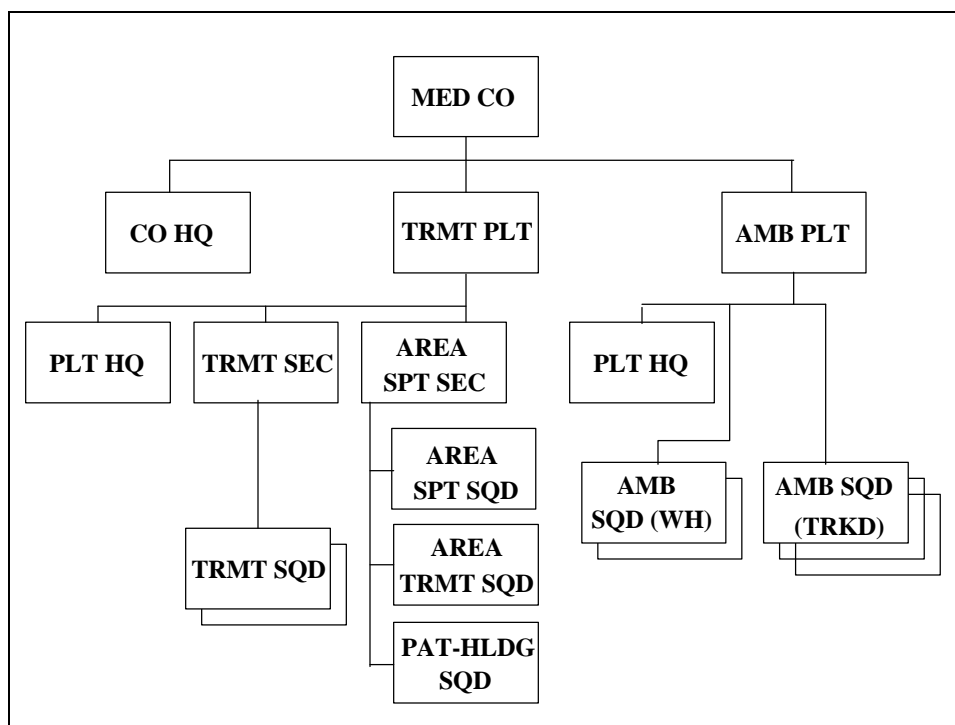 MED CO
CO HQ
TRMT PLT
AMB PLT
PLT HQ
TRMT SEC
AREA
SPT SEC
PLT HQ
AREA
SPT SQD
AMB
SQD (WH)
AMB SQD
(TRKD)
TRMT SQD
AREA
TRMT SQD
PAT-HLDG
SQD